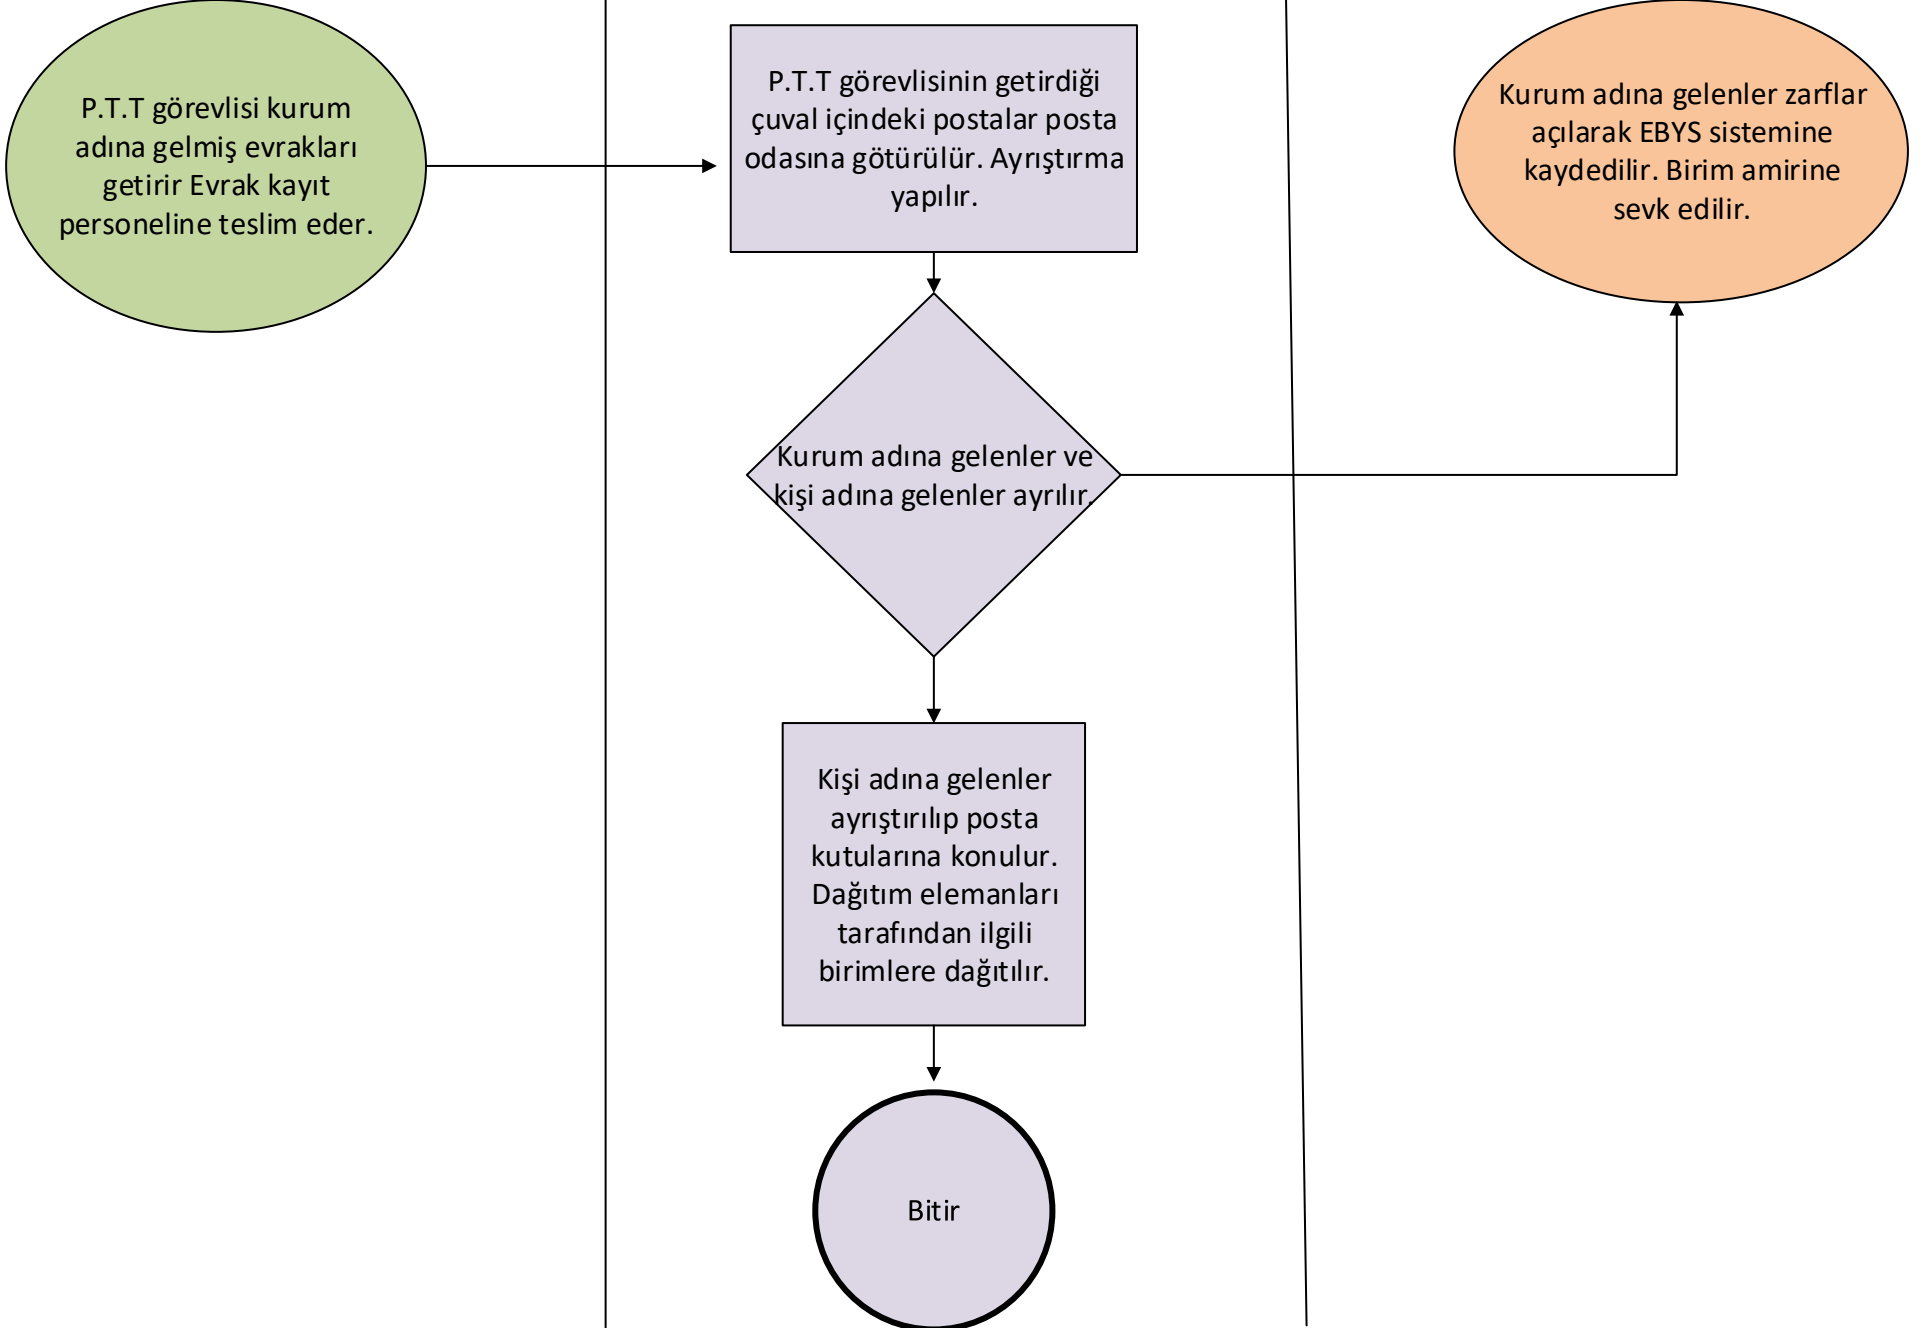 P.T.T görevlisi kurum
adına gelmiş evrakları
getirir Evrak kayıt
personeline teslim eder.
P.T.T görevlisinin getirdiği
çuval içindeki postalar posta
odasına götürülür. Ayrıştırma
yapılır.
Kurum adına gelenler zarflar
açılarak EBYS sistemine
kaydedilir. Birim amirine
sevk edilir.
Kurum adına gelenler ve
kişi adına gelenler ayrılır.
Kişi adına gelenler
ayrıştırılıp posta
kutularına konulur.
Dağıtım elemanları
tarafından ilgili
birimlere dağıtılır.
Bitir